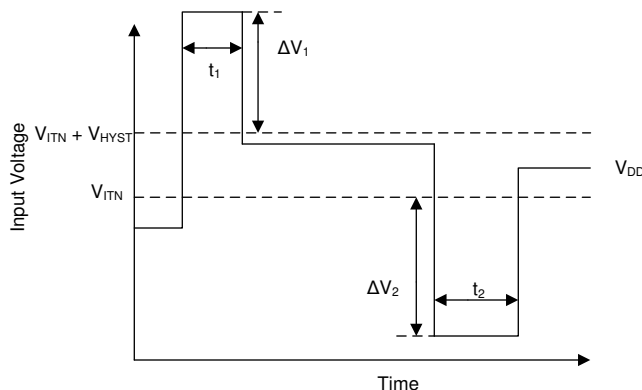 ΔV1
t1
VITN + VHYST
VDD
VITN
Input Voltage
ΔV2
t2
Time